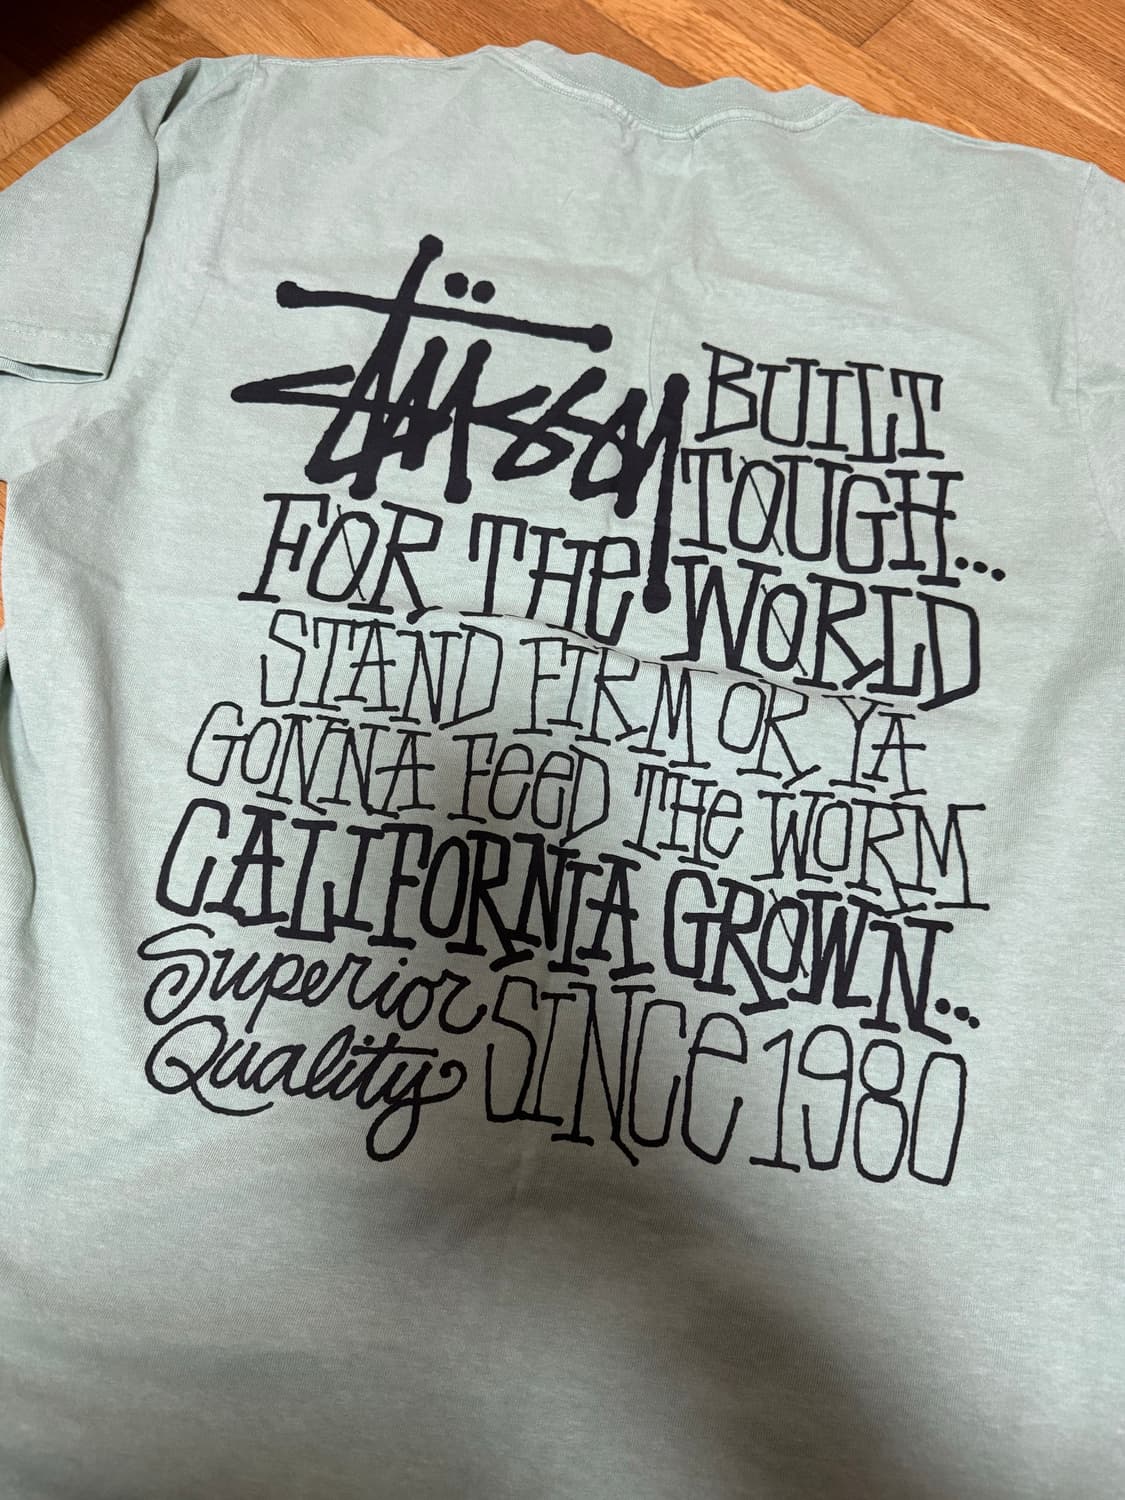 Stüssy BUILT
TOUGH...
FOR THe WORLD
STAND FIRM OR YA
GONNA FeeD THe WORM
CALIFORNIA GROWN...
Superior
Quality SINCe 1980